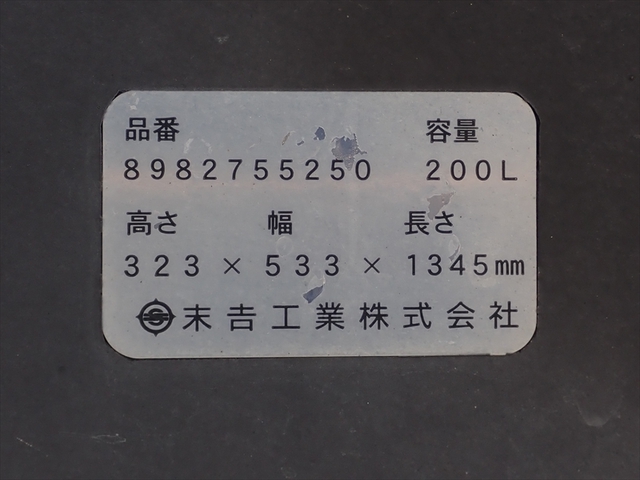 品番 容量
8982755250 200L
高さ 幅 長さ
323 × 533 × 1345mm
末吉工業株式会社